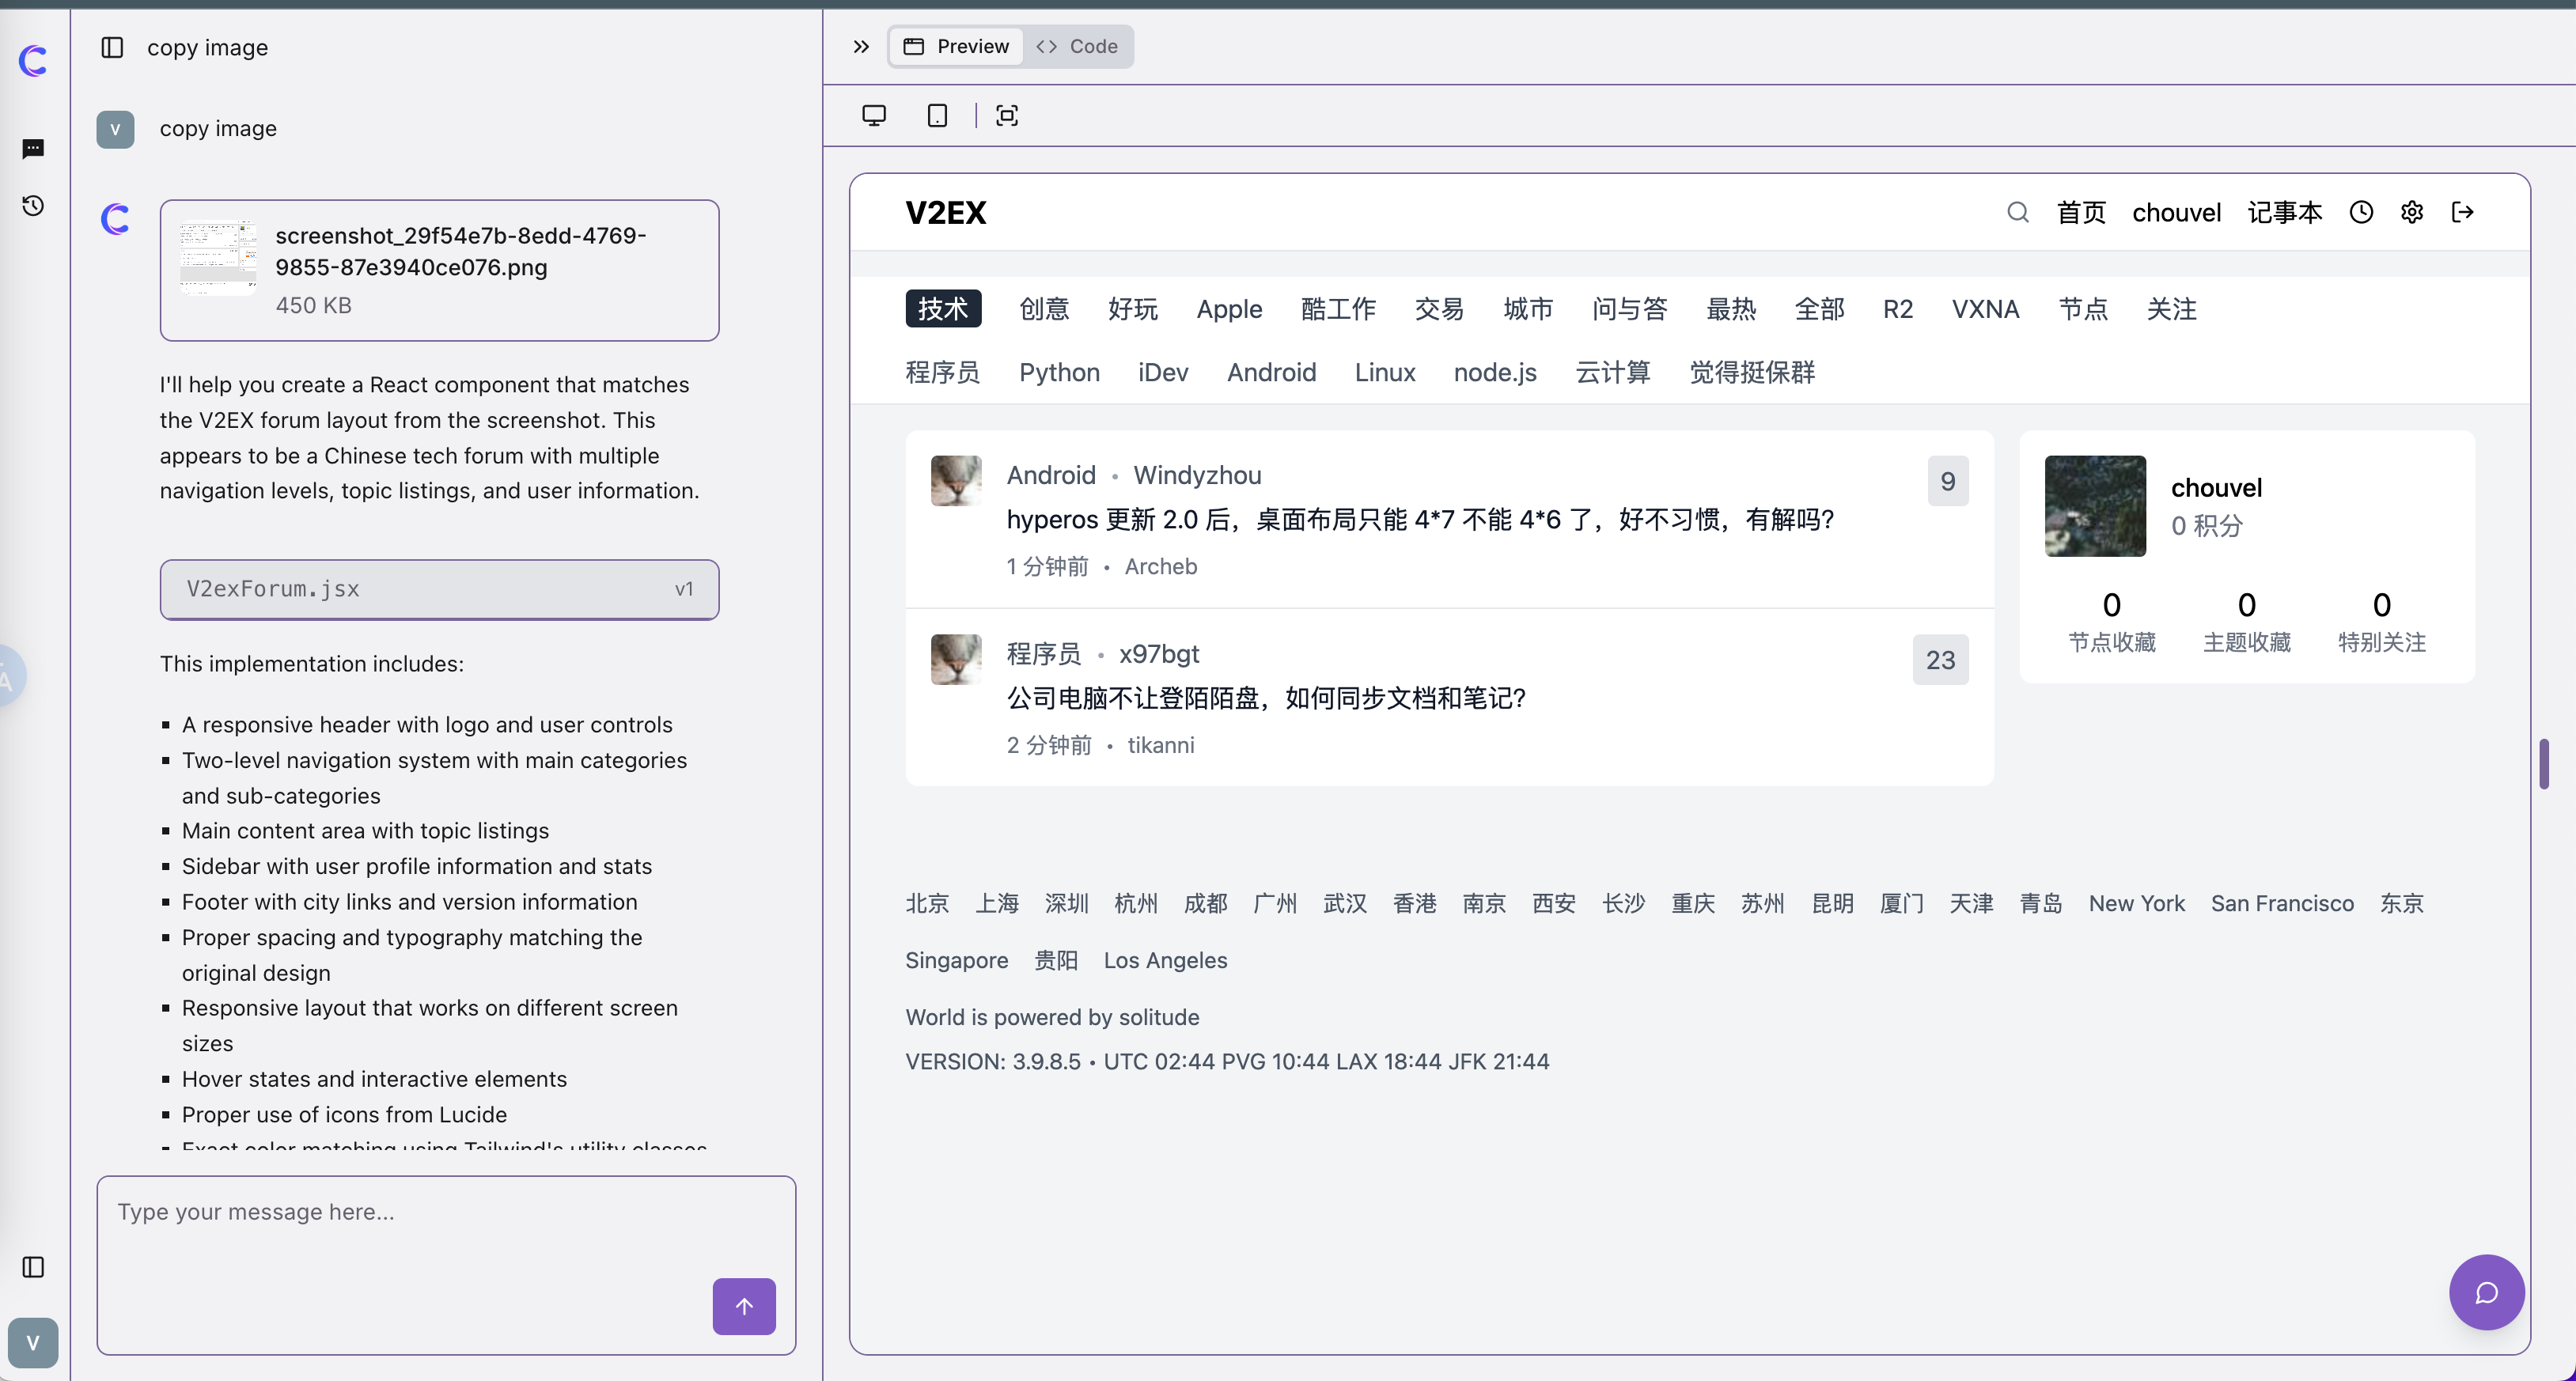 copy image
V
copy image
screenshot_29f54e7b-8edd-4769-
9855-87e3940ce076.png
450 KB
I'll help you create a React component that matches
the V2EX forum layout from the screenshot. This
appears to be a Chinese tech forum with multiple
navigation levels, topic listings, and user information.
V2exForum.jsx v1
This implementation includes:
A responsive header with logo and user controls
Two-level navigation system with main categories
and sub-categories
Main content area with topic listings
Sidebar with user profile information and stats
Footer with city links and version information
Proper spacing and typography matching the
original design
Responsive layout that works on different screen
sizes
Hover states and interactive elements
Proper use of icons from Lucide
Exact color matching using Tailwind's utility classes
Type your message here...
V
Preview Code
V2EX 首页 chouvel 记事本
技术 创意 好玩 Apple 酷工作 交易 城市 问与答 最热 全部 R2 VXNA 节点 关注
程序员 Python iDev Android Linux node.js 云计算 觉得挺保群
Android • Windyzhou 9
hyperos 更新 2.0 后，桌面布局只能 4*7 不能 4*6 了，好不习惯，有解吗？
1 分钟前 • Archeb
程序员 • x97bgt 23
公司电脑不让登陌陌盘，如何同步文档和笔记？
2 分钟前 • tikanni
chouvel
0 积分
0 0 0
节点收藏 主题收藏 特别关注
北京 上海 深圳 杭州 成都 广州 武汉 香港 南京 西安 长沙 重庆 苏州 昆明 厦门 天津 青岛 New York San Francisco 东京
Singapore 贵阳 Los Angeles
World is powered by solitude
VERSION: 3.9.8.5 • UTC 02:44 PVG 10:44 LAX 18:44 JFK 21:44